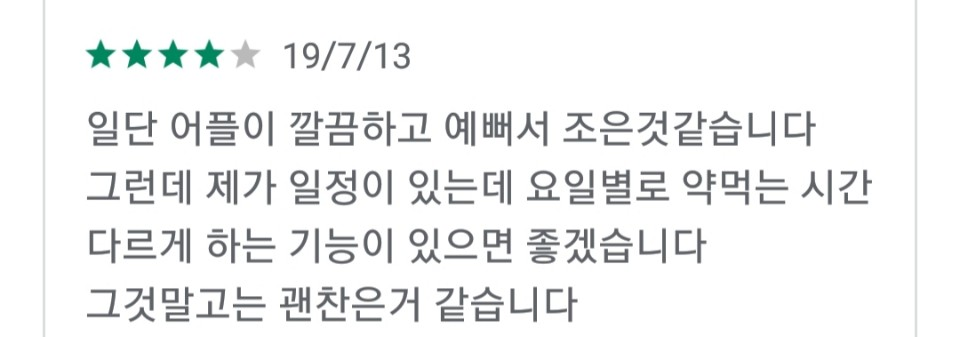 19/7/13
일단 어플이 깔끔하고 예뻐서 조은것같습니다
그런데 제가 일정이 있는데 요일별로 약먹는 시간
다르게 하는 기능이 있으면 좋겠습니다
그것말고는 괜찬은거 같습니다